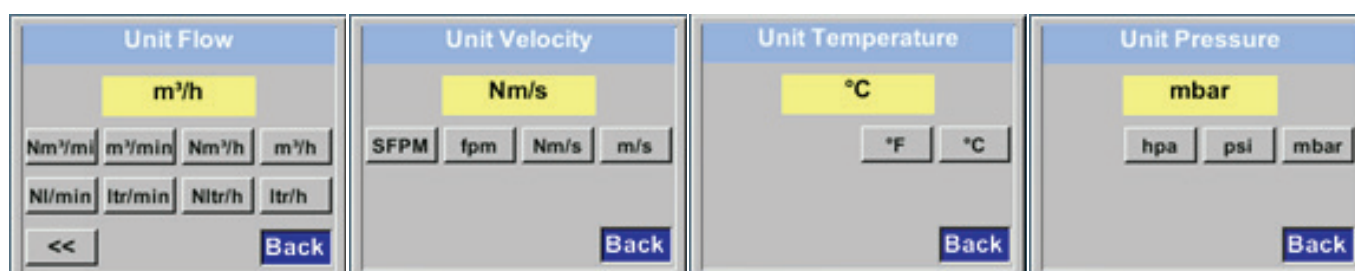 Unit Flow
m³/h
Nm³/mi m³/min Nm³/h m³/h
Nl/min ltr/min Nltr/h ltr/h
<< Back
Unit Velocity
Nm/s
SFPM fpm Nm/s m/s
Back
Unit Temperature
°C
°F °C
Back
Unit Pressure
mbar
hpa psi mbar
Back